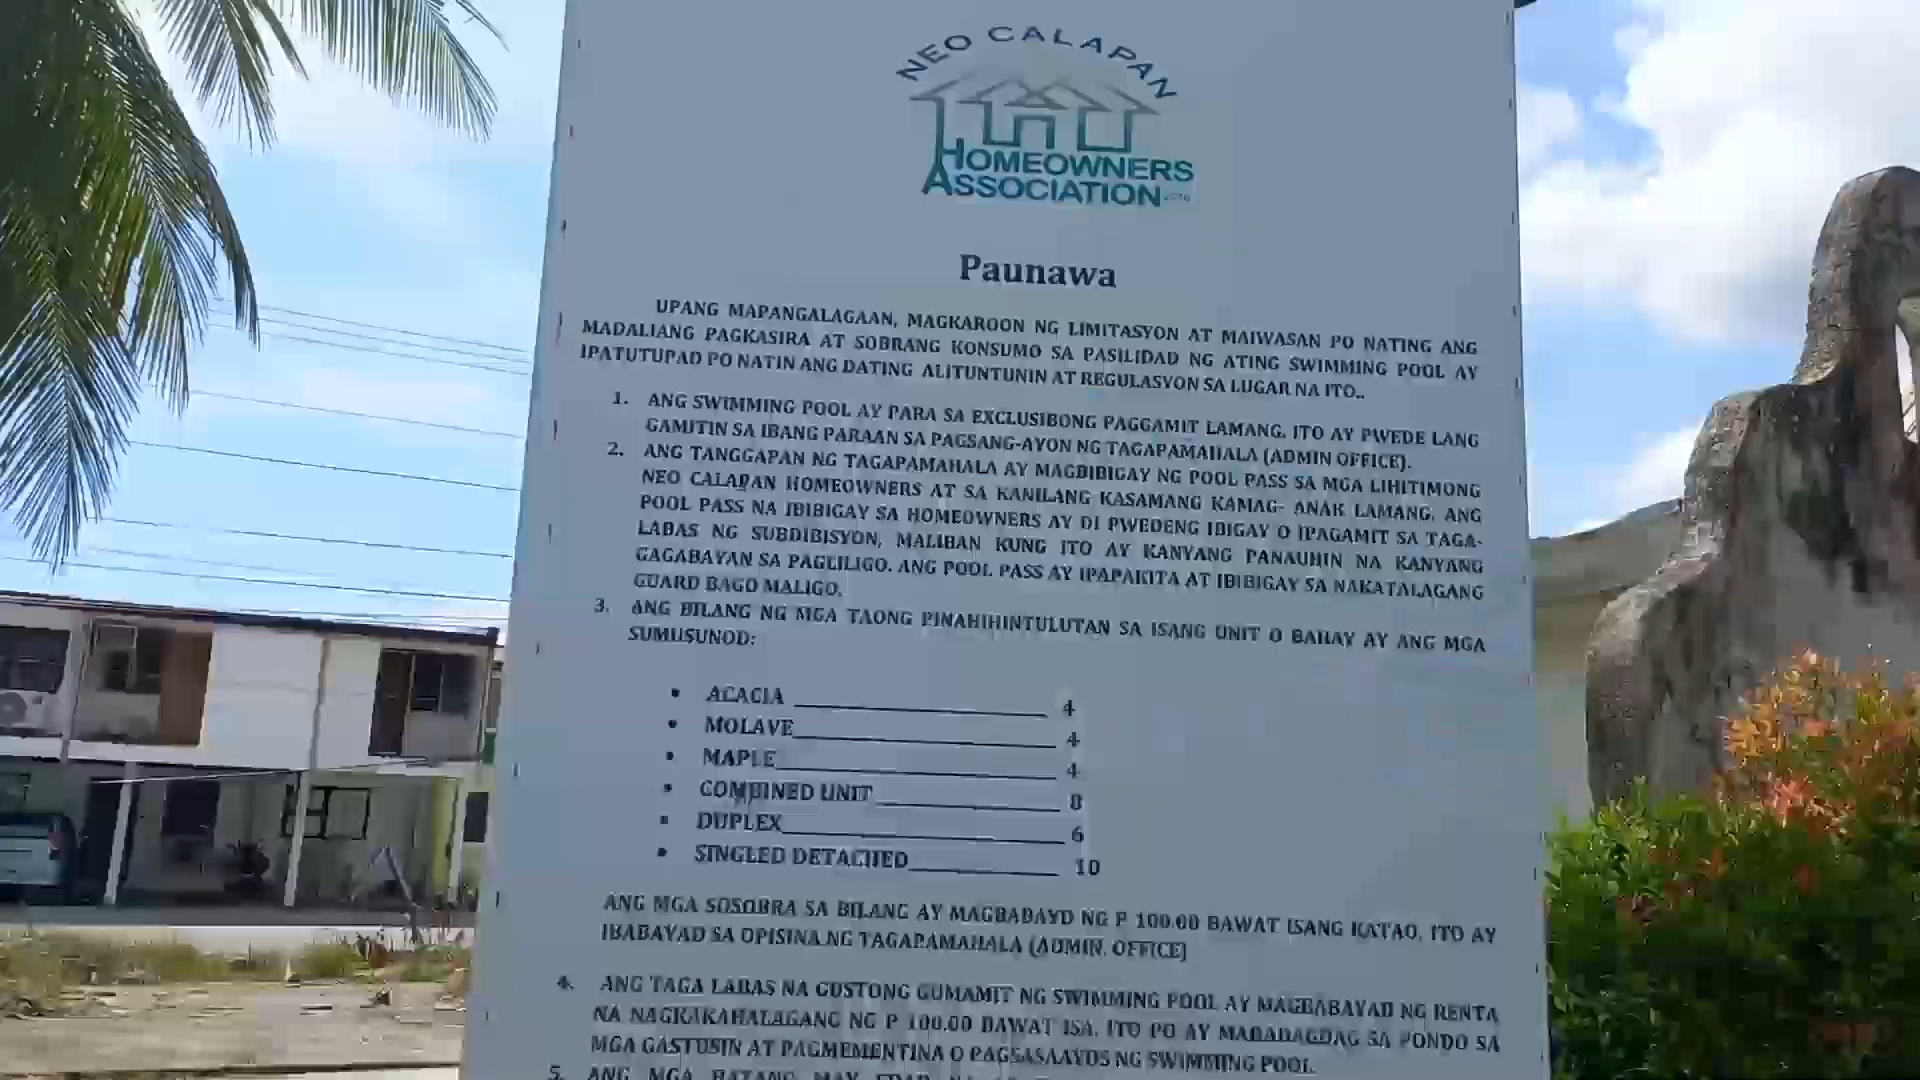 NEO CALAPAN
HOMEOWNERS
ASSOCIATION
Paunawa
UPANG MAPANGALAGAAN, MAGKAROON NG LIMITASYON AT MAIWASAN PO NATING ANG
MADALIANG PAGKASIRA AT SOBRANG KONSUMO SA PASILIDAD NG ATING SWIMMING POOL AY
IPATUTUPAD PO NATIN ANG DATING ALITUNTUNIN AT REGULASYON SA LUGAR NA ITO..
1. ANG SWIMMING POOL AY PARA SA EXCLUSIBONG PAGGAMIT LAMANG. ITO AY PWEDE LANG
GAMITIN SA IBANG PARAAN SA PAGSANG-AYON NG TAGAPAMAHALA (ADMIN OFFICE).
2. ANG TANGGAPAN NG TAGAPAMAHALA AY MAGBIBIGAY NG POOL PASS SA MGA LIHITIMONG
NEO CALAPAN HOMEOWNERS AT SA KANILANG KASAMANG KAMAG- ANAK LAMANG. ANG
POOL PASS NA IBIBIGAY SA HOMEOWNERS AY DI PWEDENG IBIGAY O IPAGAMIT SA TAGA-
LABAS NG SUBDIBISYON, MALIBAN KUNG ITO AY KANYANG PANAUHIN NA KANYANG
GAGABAYAN SA PAGLILIGO. ANG POOL PASS AY IPAPAKITA AT IBIBIGAY SA NAKATALAGANG
GUARD BAGO MALIGO.
3. ANG BILANG NG MGA TAONG PINAHIHINTULUTAN SA ISANG UNIT O BAHAY AY ANG MGA
SUMUSUNOD:
• ACACIA ____________________ 4
• MOLAVE____________________ 4
• MAPLE____________________ 4
• COMBINED UNIT ____________________ 8
• DUPLEX____________________ 6
• SINGLED DETACHED____________________ 10
ANG MGA SOSOBRA SA BILANG AY MAGBABAYD NG P 100.00 BAWAT ISANG KATAO. ITO AY
IBABAYAD SA OPISINA NG TAGAPAMAHALA (ADMIN. OFFICE)
4. ANG TAGA LABAS NA GUSTONG GUMAMIT NG SWIMMING POOL AY MAGBABAYAD NG RENTA
NA NAGKAKAHALAGANG NG P 100.00 BAWAT ISA. ITO PO AY MADADAGDAG SA PONDO SA
MGA GASTUSIN AT PAGMEMENTINA O PAGSASAAYOS NG SWIMMING POOL.
5. ANG MGA BATANG MAY EDAD